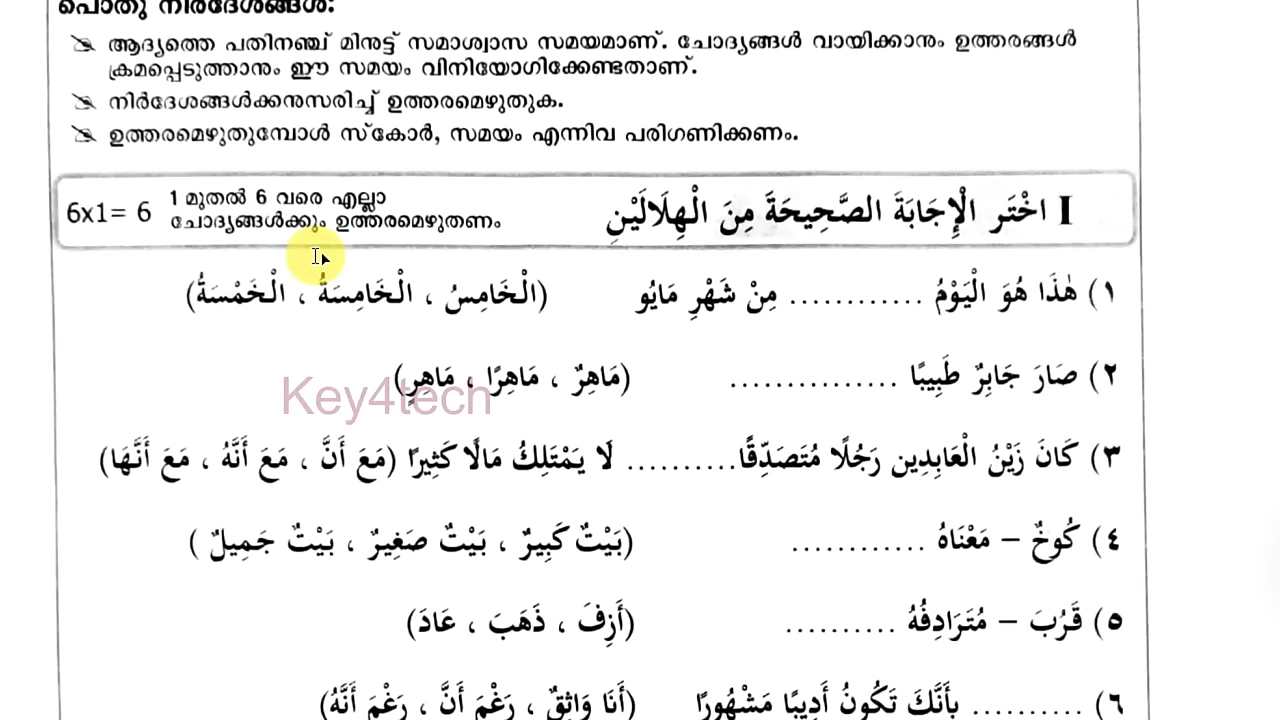 പൊതു നിർദേശങ്ങൾ:
ആദ്യത്തെ പതിനഞ്ച് മിനുട്ട് സമാശ്വാസ സമയമാണ്. ചോദ്യങ്ങൾ വായിക്കാനും ഉത്തരങ്ങൾ
ക്രമപ്പെടുത്താനും ഈ സമയം വിനിയോഗിക്കേണ്ടതാണ്.
നിർദേശങ്ങൾക്കനുസരിച്ച് ഉത്തരമെഴുതുക.
ഉത്തരമെഴുതുമ്പോൾ സ്കോർ, സമയം എന്നിവ പരിഗണിക്കണം.
I اخْتَرِ الْإِجَابَةَ الصَّحِيحَةَ مِنَ الْهِلَالَيْنِ
1 മുതൽ 6 വരെ എല്ലാ
ചോദ്യങ്ങൾക്കും ഉത്തരമെഴുതണം
6x1= 6
١) هٰذَا هُوَ الْيَوْمُ ............ مِنْ شَهْرِ مَايُو (الْخَامِسُ ، الْخَامِسَةُ ، الْخَمْسَةُ)
٢) صَارَ جَابِرٌ طَبِيبًا ............... (مَاهِرٌ ، مَاهِرًا ، مَاهِرٍ)
Key4tech
٣) كَانَ زَيْنُ الْعَابِدِين رَجُلًا مُتَصَدِّقًا.......... لَا يَمْتَلِكُ مَالًا كَثِيرًا (مَعَ أَنَّ ، مَعَ أَنَّهُ ، مَعَ أَنَّهَا)
٤) كُوخٌ – مَعْنَاهُ ............ (بَيْتٌ كَبِيرٌ ، بَيْتٌ صَغِيرٌ ، بَيْتٌ جَمِيلٌ )
٥) قَرُبَ – مُتَرَادِفُهُ .......... (أَزِفَ ، ذَهَبَ ، عَادَ)
٦) .......... بِأَنَّكَ تَكُونُ أَدِيبًا مَشْهُورًا (أَنَا وَاثِقٌ ، رَغْمَ أَنَّ ، رَغْمَ أَنَّهُ)